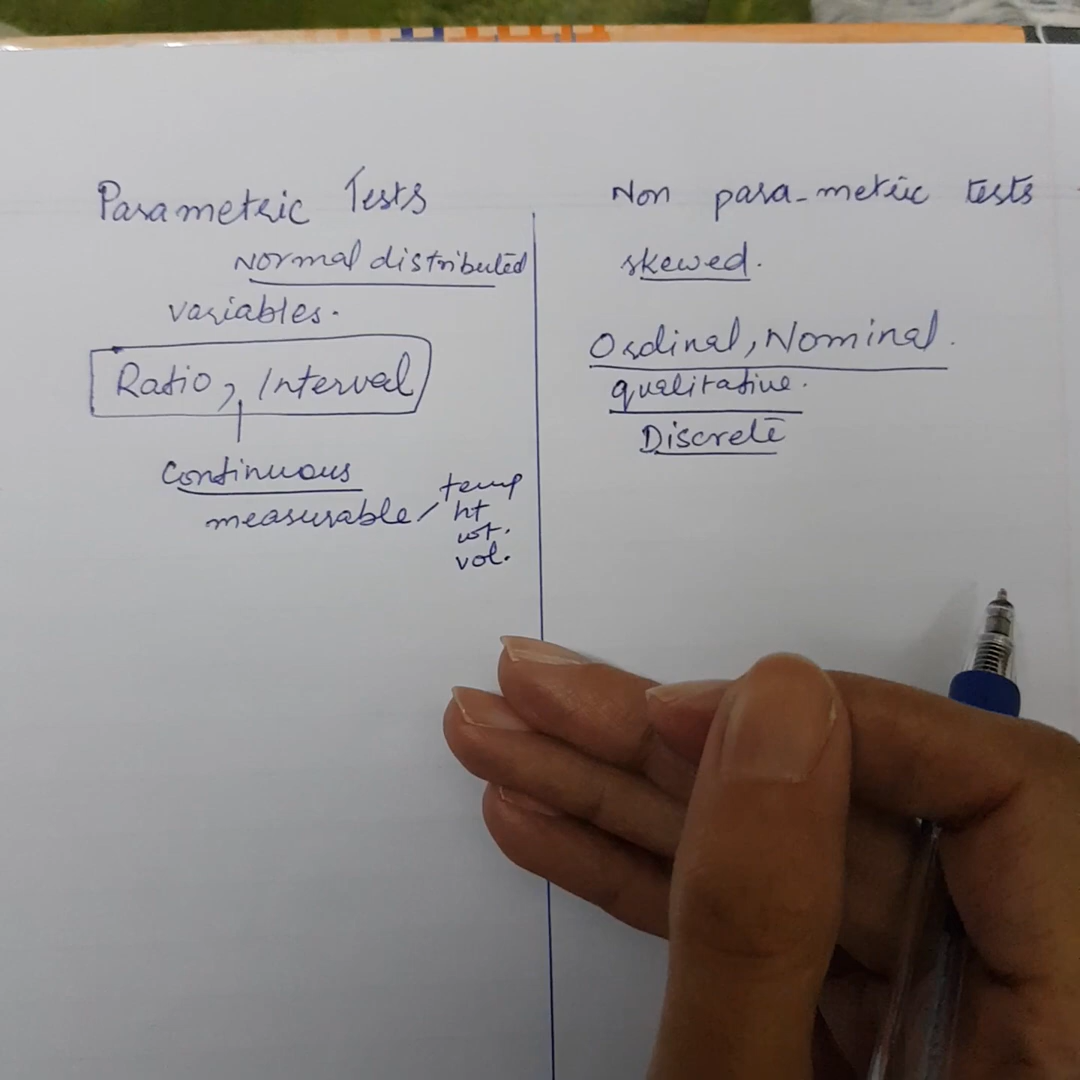 Parametric Tests
Normal distributed
variables.
Ratio, Interval
Continuous
measurable
temp
ht
wt.
vol.
Non para-metric tests
skewed.
Ordinal, Nominal.
qualitative.
Discrete